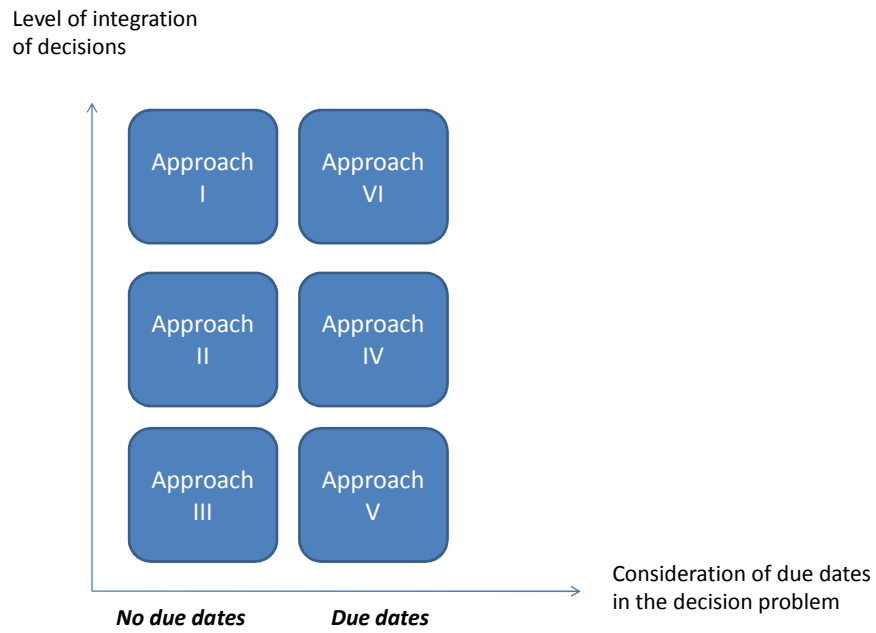 Level of integration
of decisions
Approach
I
Approach
VI
Approach
II
Approach
IV
Approach
III
Approach
V
Consideration of due dates
in the decision problem
No due dates
Due dates